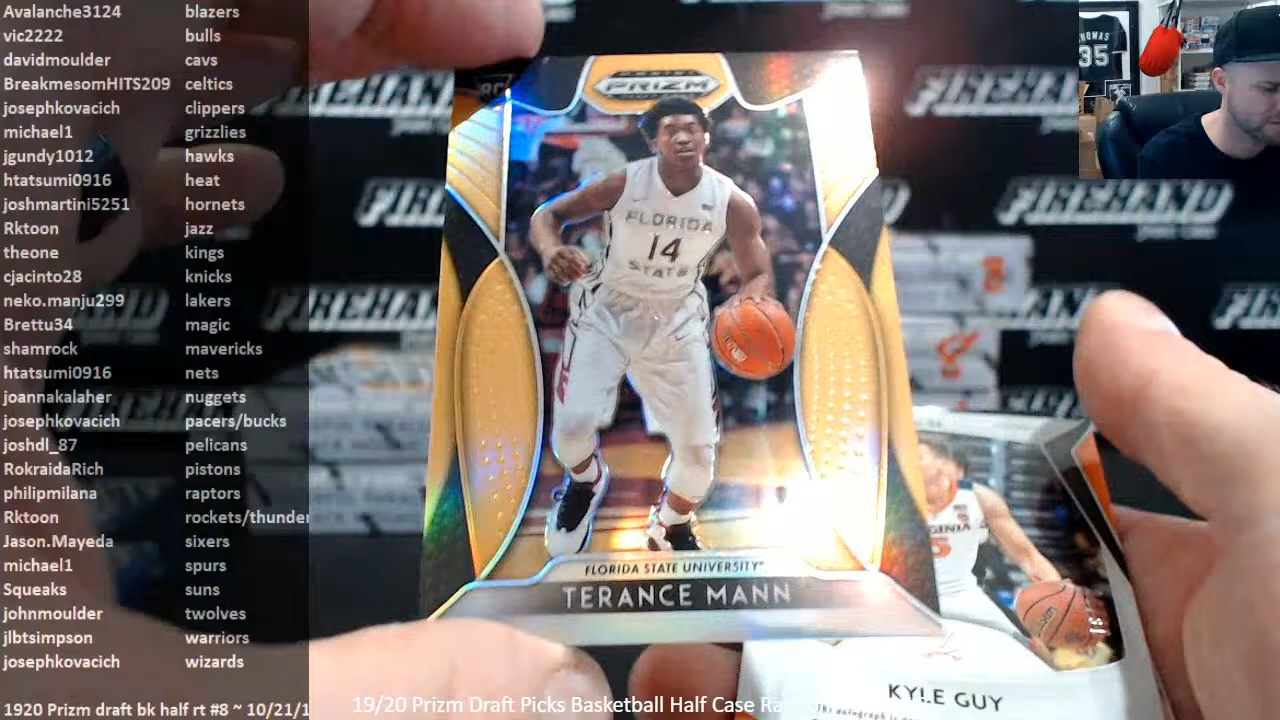 Avalanche3124 blazers
vic2222 bulls
davidmoulder cavs
BreakmesomHITS209 celtics
josephkovacich clippers
michael1 grizzlies
jgundy1012 hawks
htatsumi0916 heat
joshmartini5251 hornets
Rktoon jazz
theone kings
cjacinto28 knicks
neko.manju299 lakers
Brettu34 magic
shamrock mavericks
htatsumi0916 nets
joannakalaher nuggets
josephkovacich pacers/bucks
joshdl_87 pelicans
RokraidaRich pistons
philipmilana raptors
Rktoon rockets/thunder
Jason.Mayeda sixers
michael1 spurs
Squeaks suns
johnmoulder twolves
jlbtsimpson warriors
josephkovacich wizards
1920 Prizm draft bk half rt #8 ~ 10/21/1
19/20 Prizm Draft Picks Basketball Half Case Ra
FIREHAND
FIREHAND
FIREHAND
RC
PRIZM
FLORIDA
14
STATE
FLORIDA STATE UNIVERSITY
TERANCE MANN
KYLE GUY
35